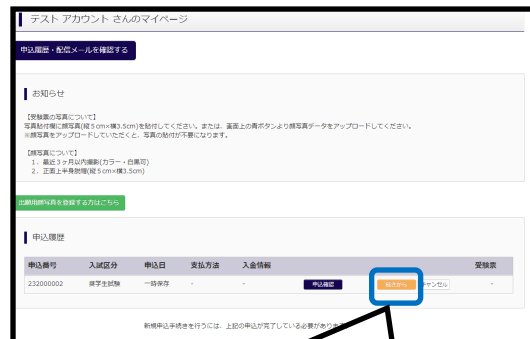 テスト アカウント さんのマイページ
申込履歴・配信メールを確認する
お知らせ
【受験票の写真について】
写真貼付欄に顔写真(縦5cm×横3.5cm)を貼付してください。または、画面上の青ボタンより顔写真データをアップロードしてください。
※顔写真をアップロードしていただくと、写真の貼付が不要になります。
【顔写真について】
1. 最近3ヶ月以内撮影(カラー・白黒可)
2. 正面上半身脱帽(縦5cm×横3.5cm)
出願用顔写真を登録する方はこちら
申込履歴
申込番号 入試区分 申込日 支払方法 入金情報 受験票
232000002 奨学生試験 一時保存 - - 申込確認 続きから キャンセル -
新規申込手続きを行うには、上記の申込が完了している必要があります